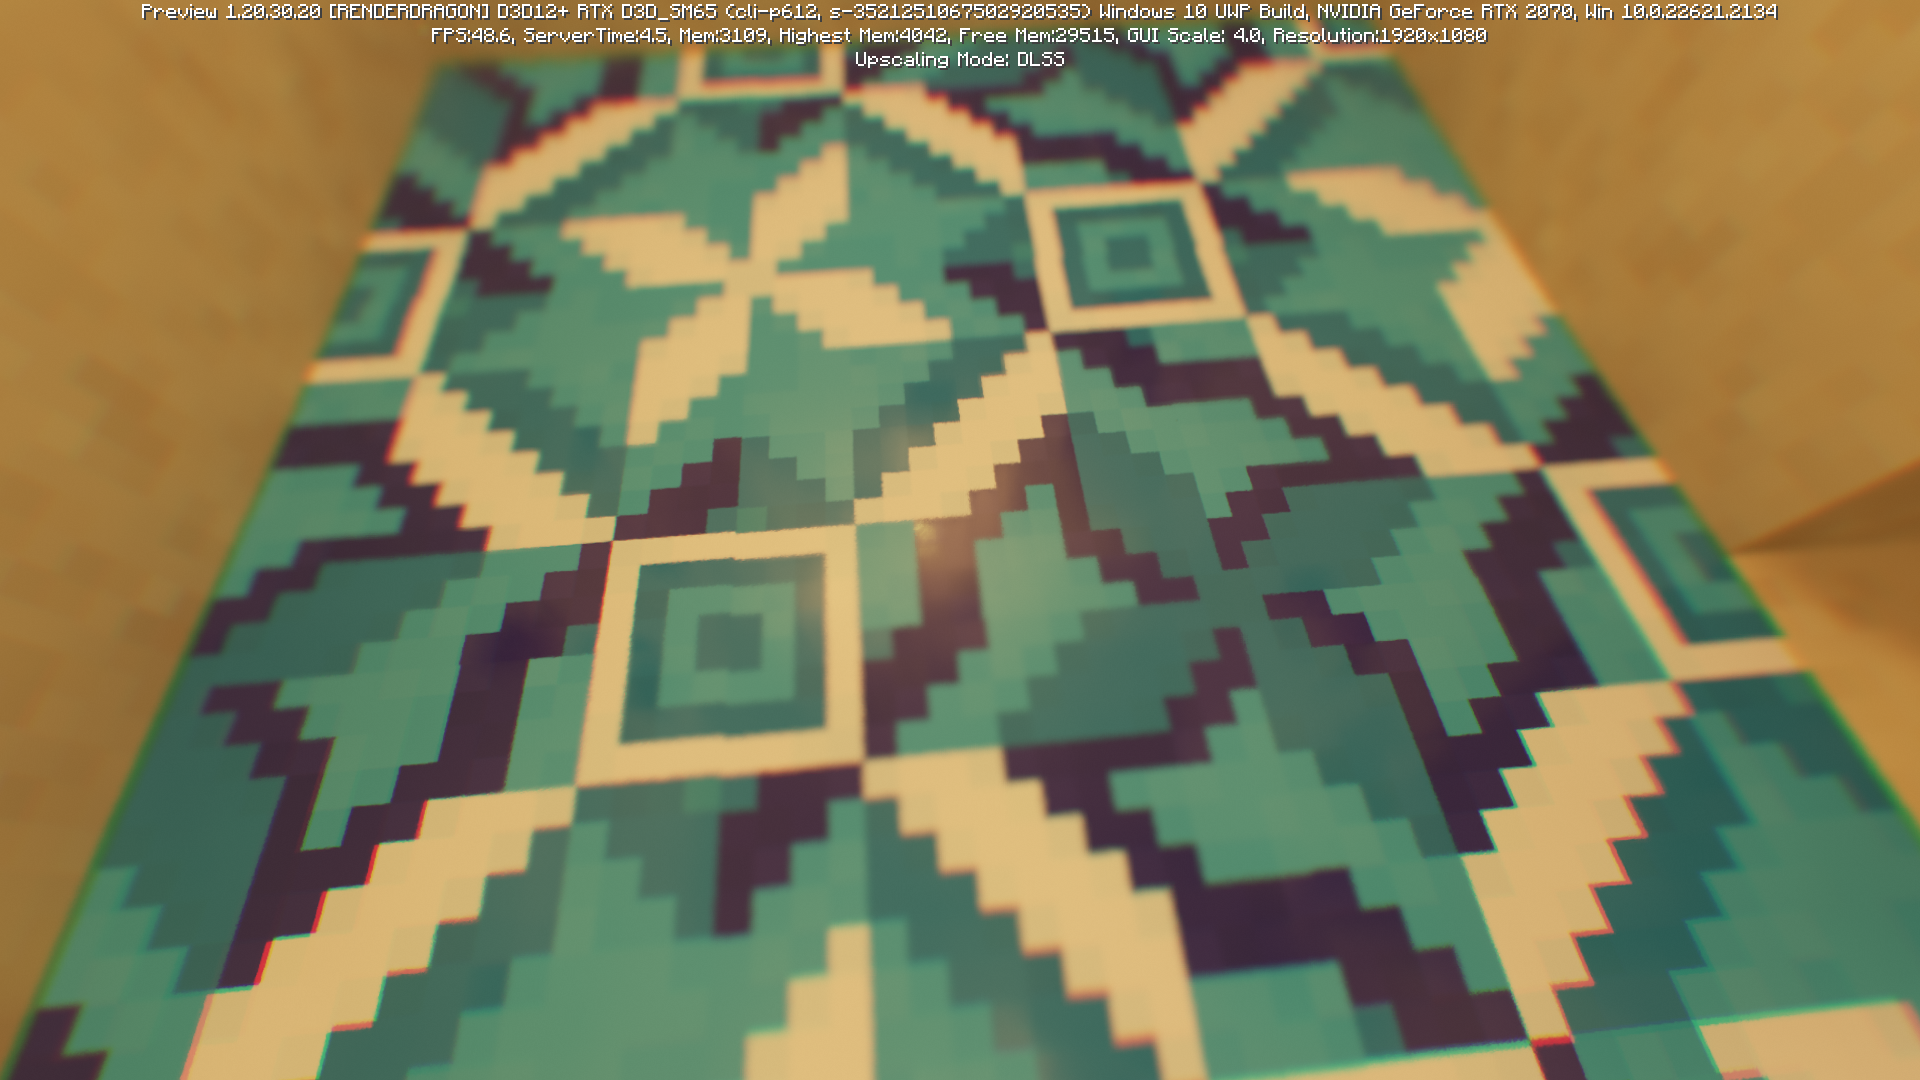 Preview 1.20.30.20 [RENDERDRAGON] D3D12+ RTX D3D_SM65 (cli-p612, s-3521251067502920535) Windows 10 UWP Build, NVIDIA GeForce RTX 2070, Win 10.0.22621.2134
FPS:48.6, ServerTime:4.5, Mem:3109, Highest Mem:4042, Free Mem:29515, GUI Scale: 4.0, Resolution:1920x1080
Upscaling Mode: DLSS